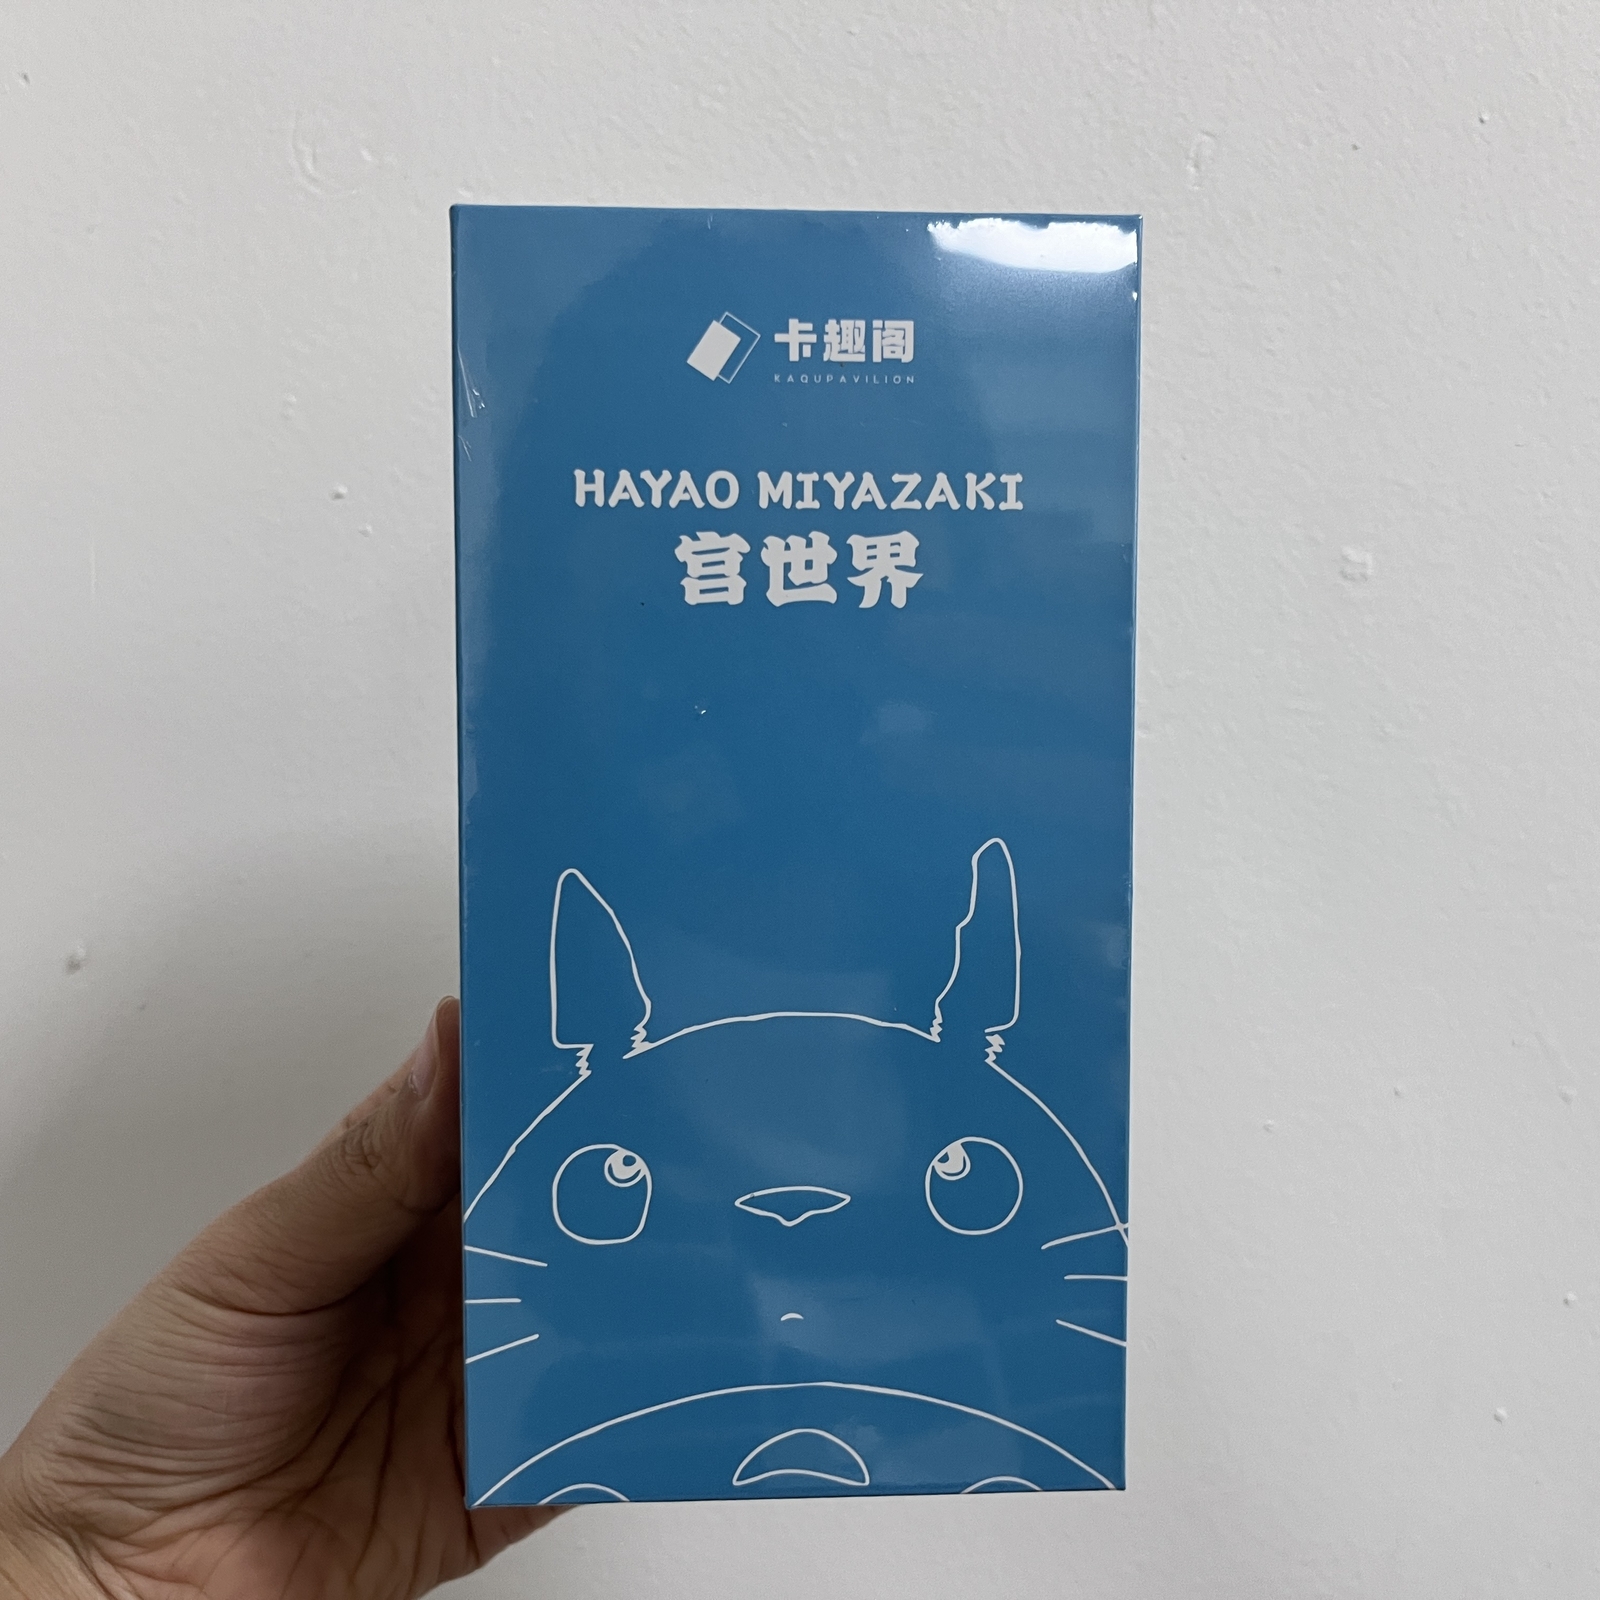 卡趣阁
KAQUPAVILION
HAYAO MIYAZAKI
宫世界